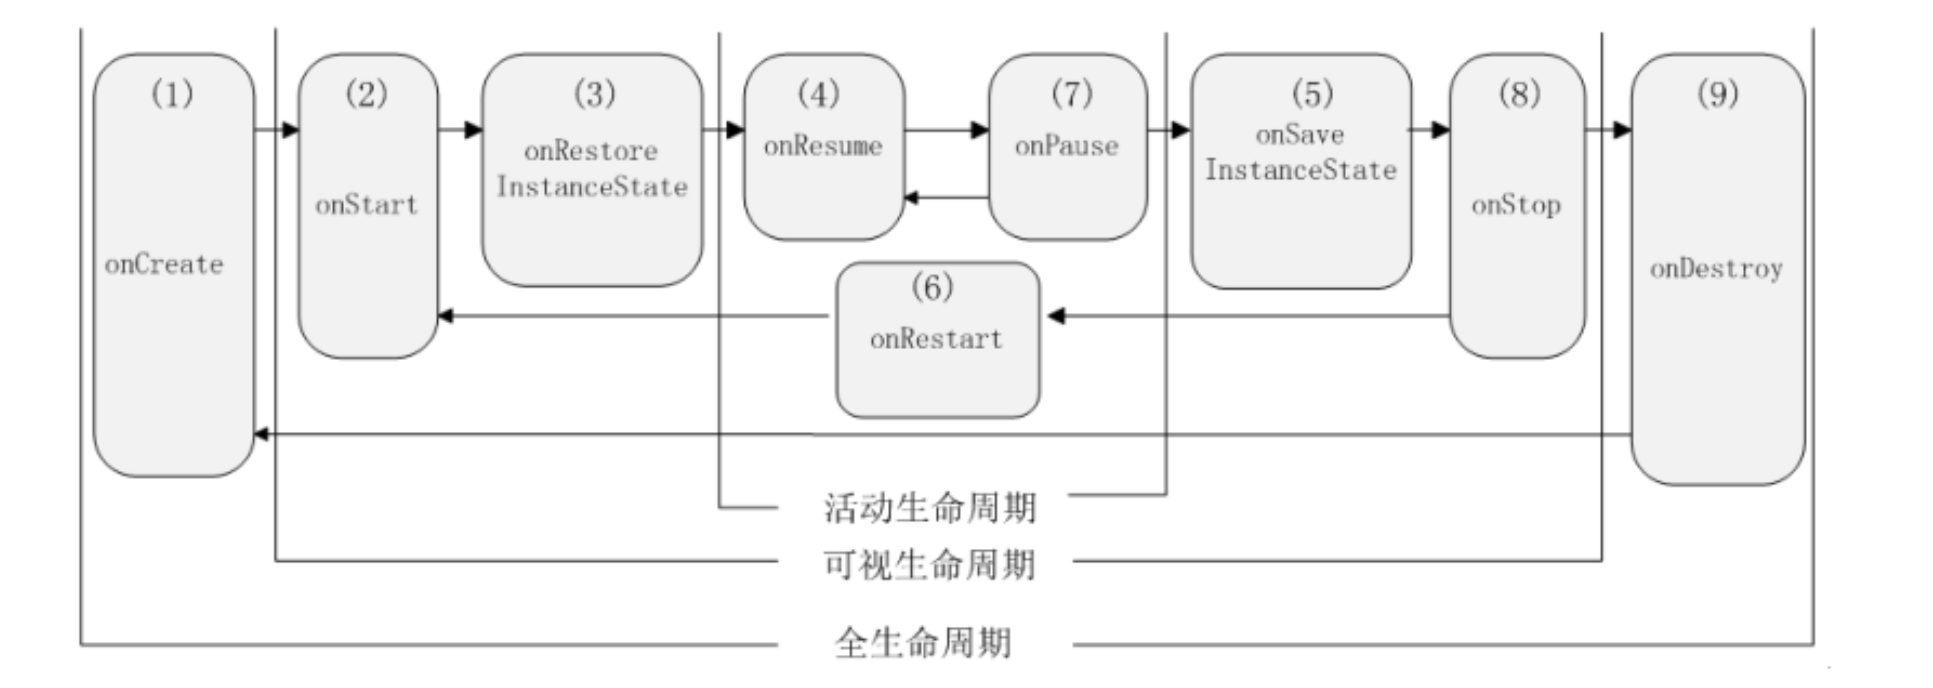 (1)
onCreate
(2)
onStart
(3)
onRestore
InstanceState
(4)
onResume
(7)
onPause
(5)
onSave
InstanceState
(8)
onStop
(9)
onDestroy
(6)
onRestart
活动生命周期
可视生命周期
全生命周期